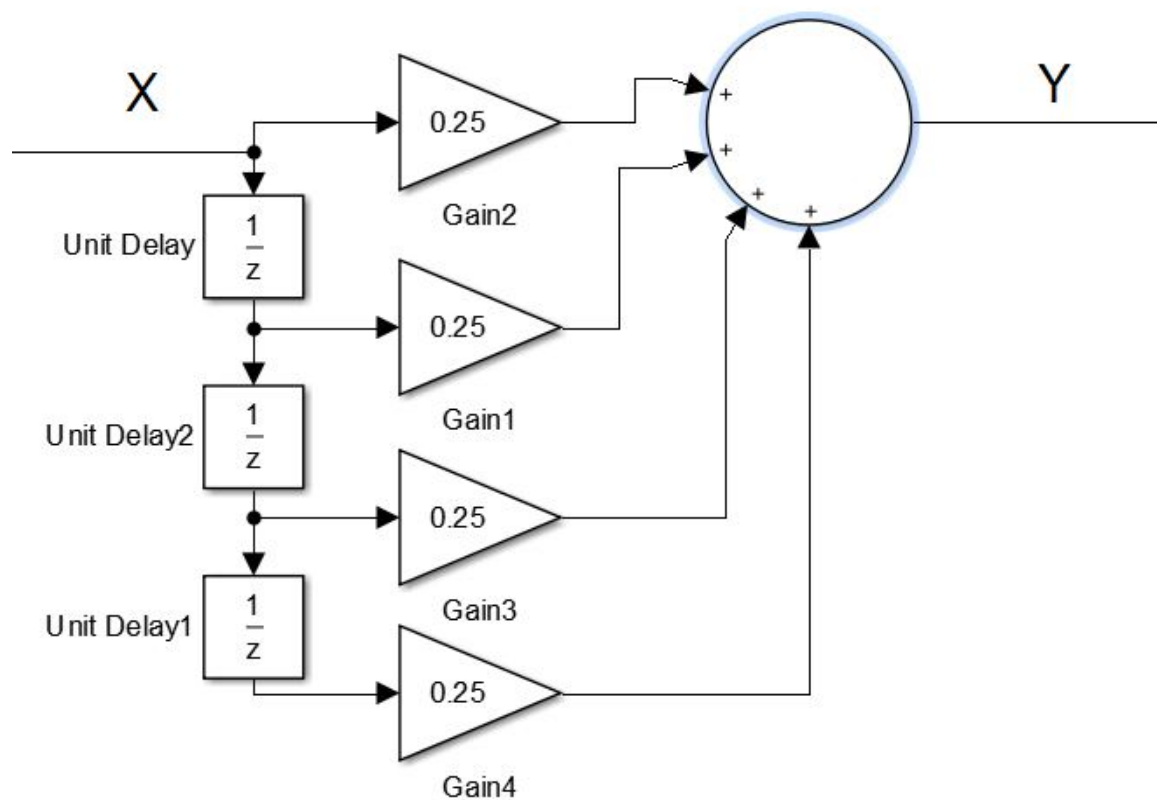 X
Y
0.25
Gain2
Unit Delay
1
z
0.25
Gain1
Unit Delay2
1
z
0.25
Gain3
Unit Delay1
1
z
0.25
Gain4
+
+
+
+